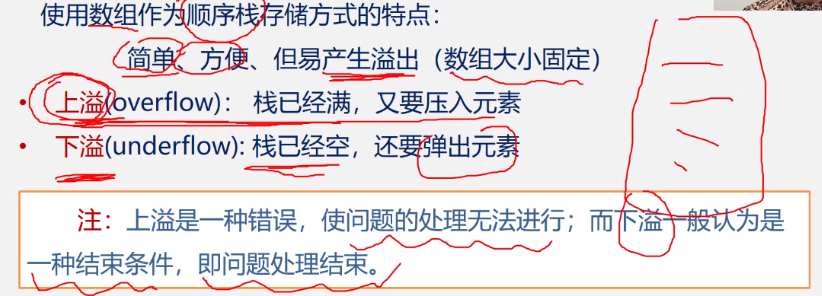 使用数组作为顺序栈存储方式的特点：
简单、方便、但易产生溢出（数组大小固定）
• 上溢(overflow)： 栈已经满，又要压入元素
• 下溢(underflow): 栈已经空，还要弹出元素
注：上溢是一种错误，使问题的处理无法进行；而下溢一般认为是
一种结束条件，即问题处理结束。